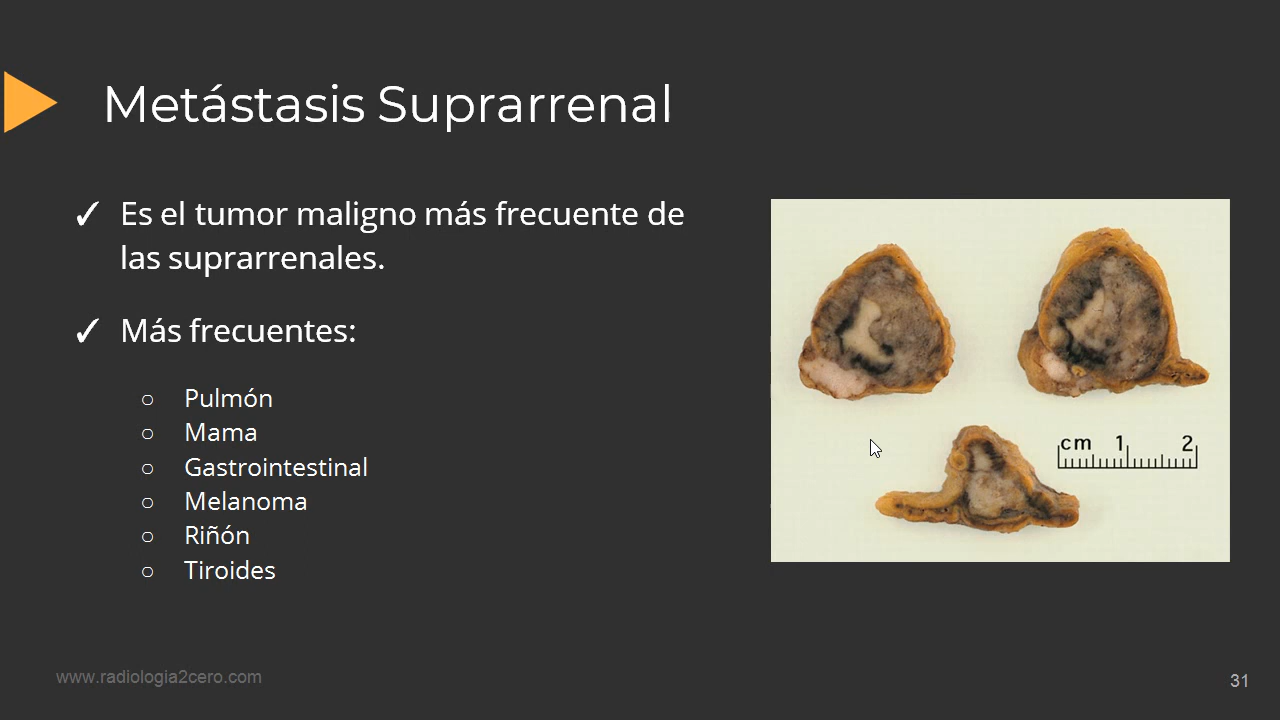 Metástasis Suprarrenal
✓ Es el tumor maligno más frecuente de
las suprarrenales.
✓ Más frecuentes:
○ Pulmón
○ Mama
○ Gastrointestinal
○ Melanoma
○ Riñón
○ Tiroides
cm 1 2
www.radiologia2cero.com
31